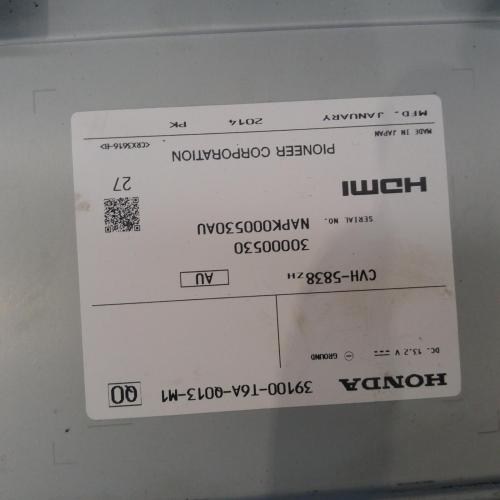 HONDA 39100-T6A-Q013-M1 QO
DC. 13.2 V GROUND
CVH-5838ZH AU
30000530
SERIAL NO. NAPK000530AU
HDMI 27
PIONEER CORPORATION
MADE IN JAPAN <CRX3616-B>
MFD. JANUARY 2014 PK